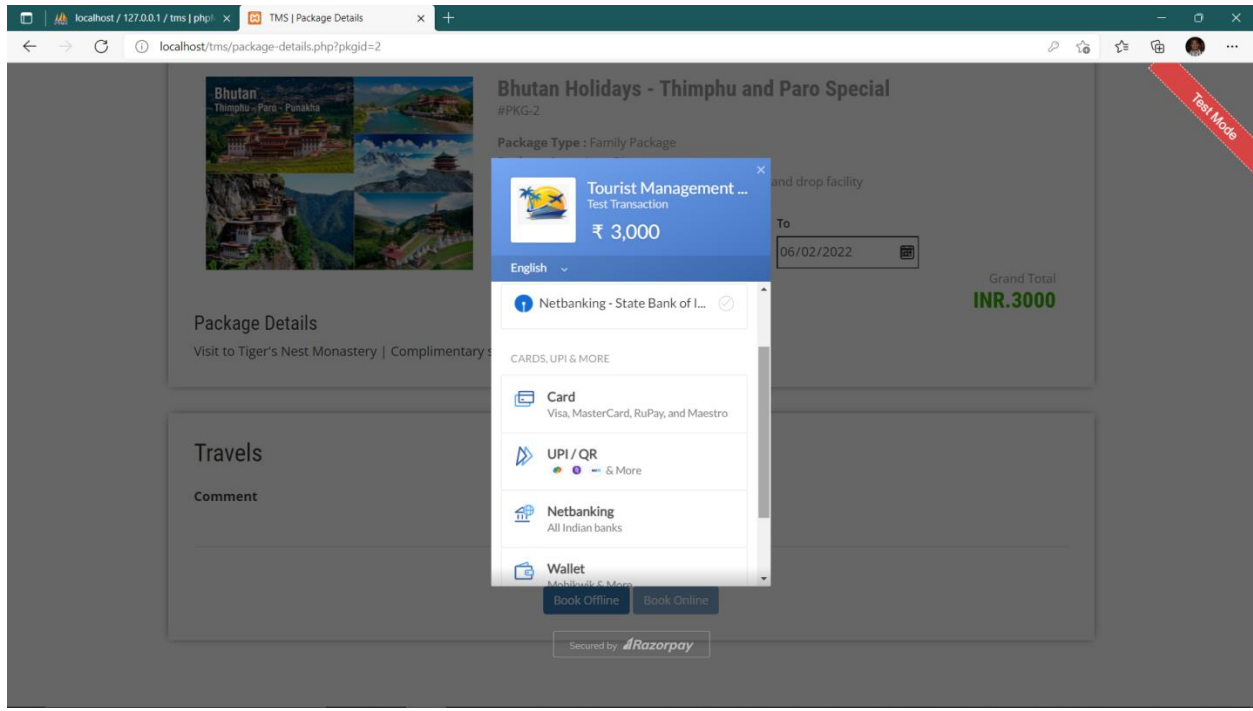 localhost / 127.0.0.1 / tms | php
TMS | Package Details
localhost/tms/package-details.php?pkgid=2
Test Mode
Bhutan
Thimphu - Paro - Punakha
Bhutan Holidays - Thimphu and Paro Special
#PKG-2
Package Type : Family Package
and drop facility
To
06/02/2022
Grand Total
INR.3000
Package Details
Visit to Tiger's Nest Monastery | Complimentary
Tourist Management ...
Test Transaction
₹ 3,000
English
Netbanking - State Bank of I...
CARDS, UPI & MORE
Card
Visa, MasterCard, RuPay, and Maestro
UPI / QR
& More
Netbanking
All Indian banks
Wallet
Mobikwik & More
Travels
Comment
Book Offline
Book Online
Secured by Razorpay